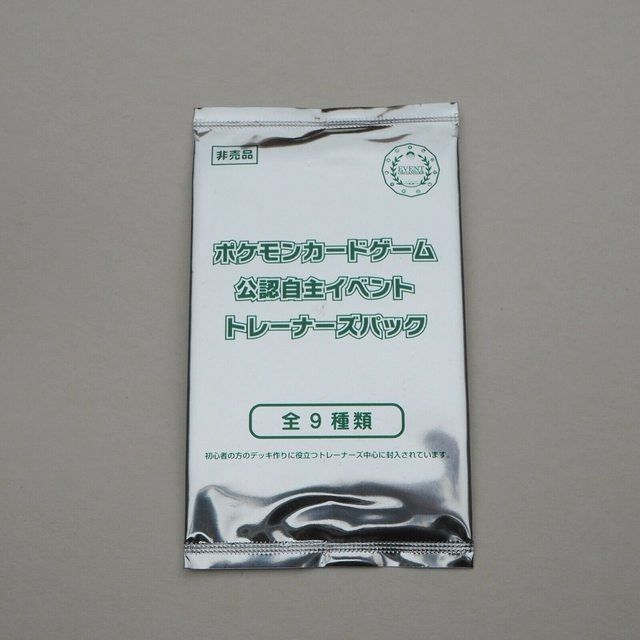 非売品
EVENT
ポケモンカードゲーム
公認自主イベント
トレーナーズパック
全9種類
初心者の方のデッキ作りに役立つトレーナーズ中心に封入されています。